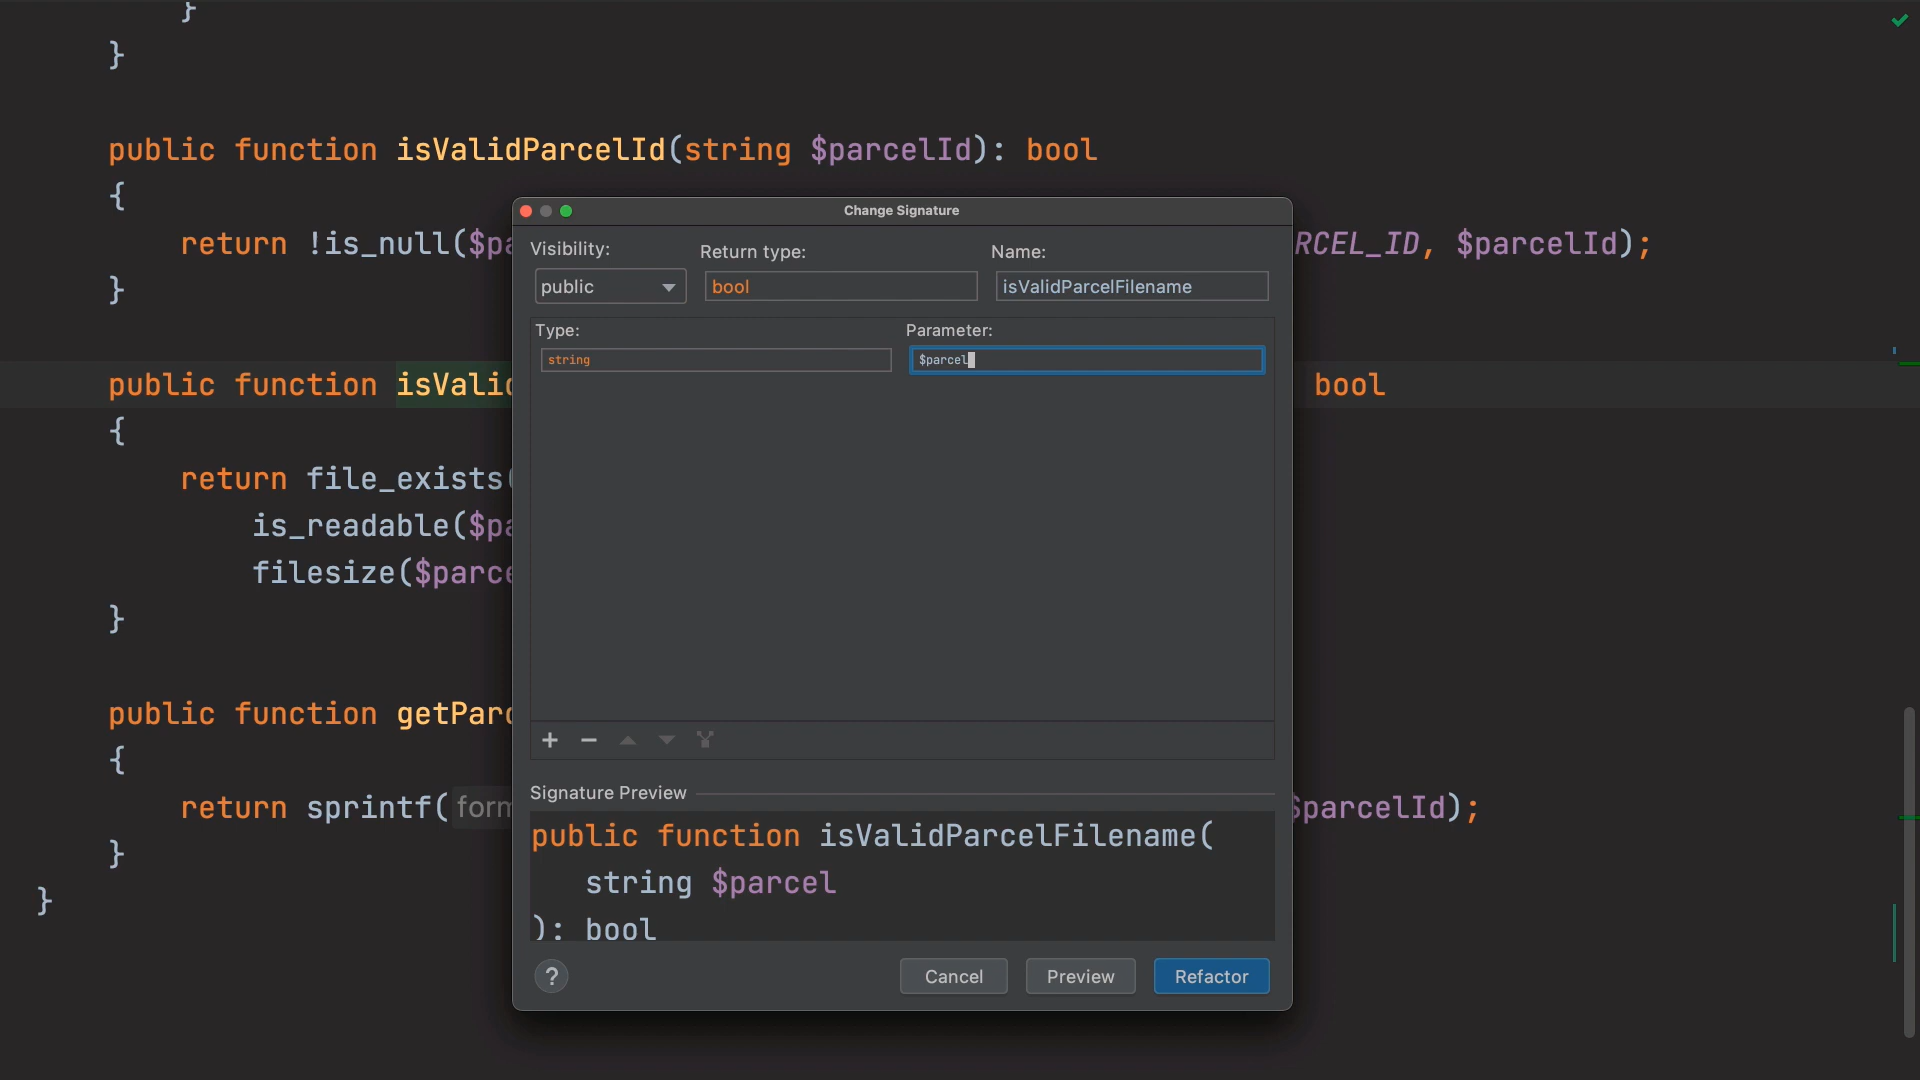 }
}
public function isValidParcelId(string $parcelId): bool
{
return !is_null($pa
RCEL_ID, $parcelId);
}
public function isValid
bool
{
return file_exists(
is_readable($pa
filesize($parce
}
public function getParc
{
return sprintf( form
$parcelId);
}
}
Change Signature
Visibility:
Return type:
Name:
public
bool
isValidParcelFilename
Type:
Parameter:
string
$parcel
Signature Preview
public function isValidParcelFilename(
string $parcel
): bool
?
Cancel
Preview
Refactor